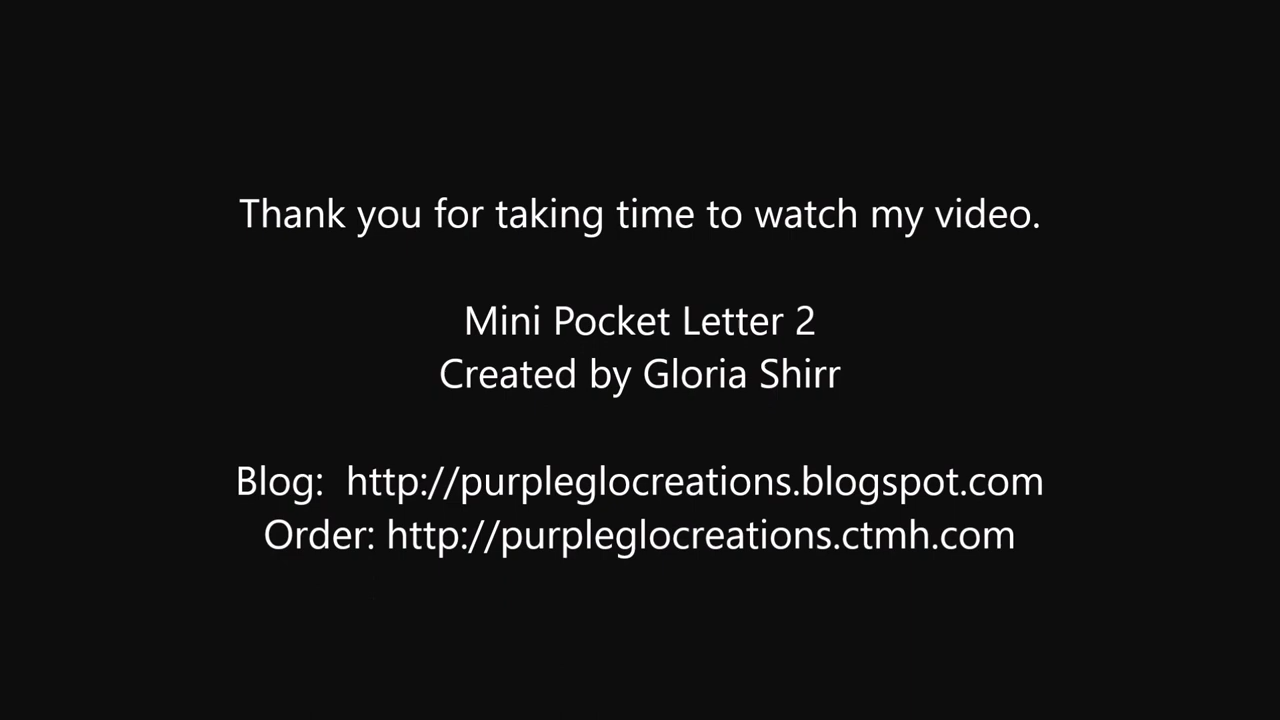 Thank you for taking time to watch my video.
Mini Pocket Letter 2
Created by Gloria Shirr
Blog:  http://purpleglocreations.blogspot.com
Order: http://purpleglocreations.ctmh.com